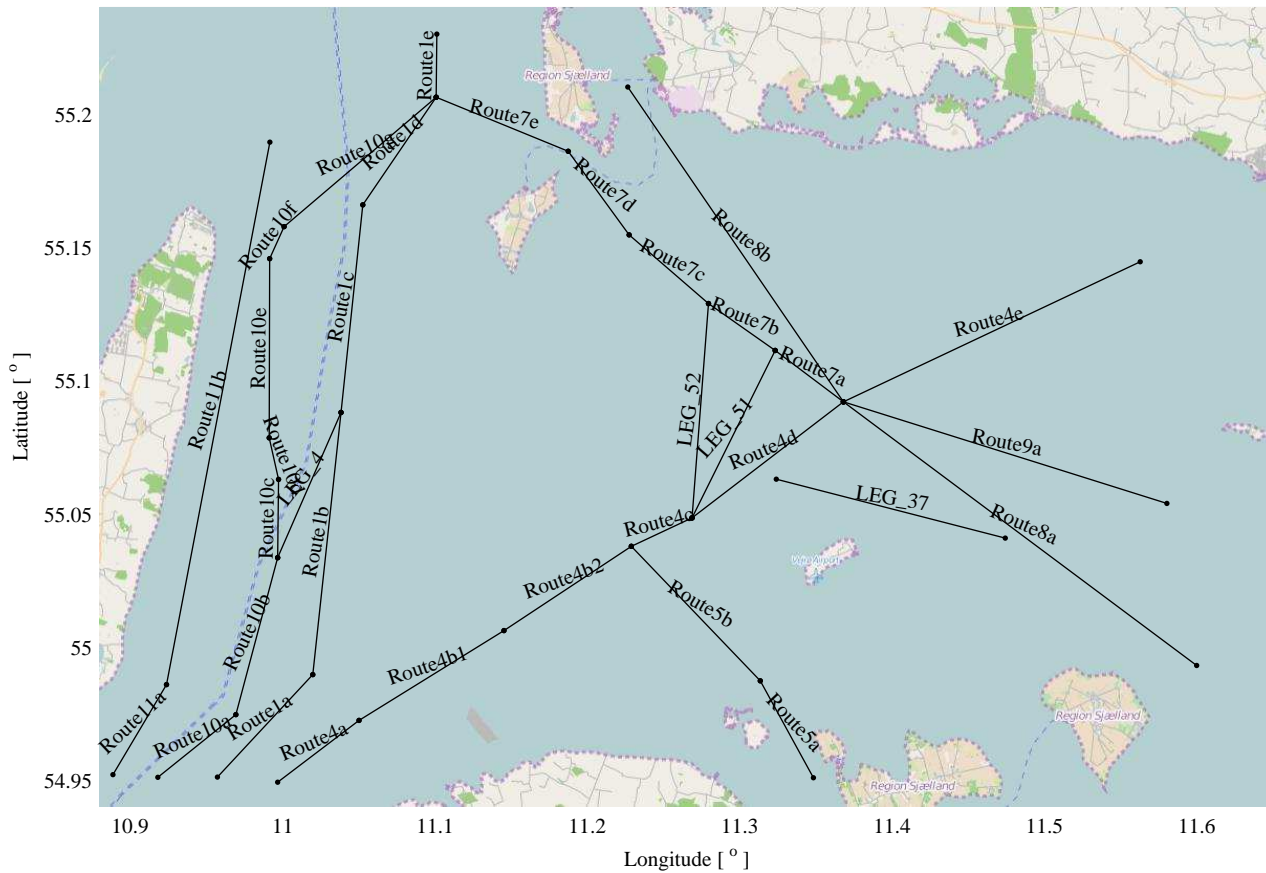 Route1e
Region Sjælland
55.2
Route7e
Route1d
Route10g
Route7d
Route10f
Route8b
55.15
Route7c
Route1c
Route7b
Route4e
Route10e
Route7a
55.1
Route11b
LEG_52
LEG_51
Latitude [ o ]
Route4d
Route9a
Route10d
LEG_4
LEG_37
55.05
Route10c
Route4c
Route8a
Route1b
Route4b2
Route5b
55
Route10b
Route4b1
Route11a
Route10a
Route1a
Route4a
Route5a
Region Sjælland
Region Sjælland
54.95
10.9
11
11.1
11.2
11.3
11.4
11.5
11.6
Longitude [ o ]